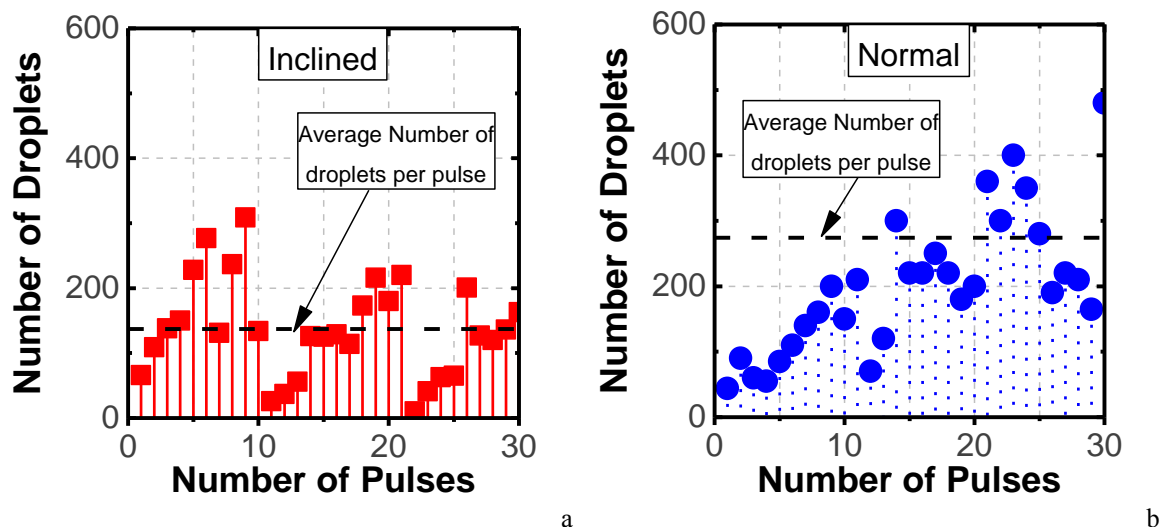 600
400
200
0
0
10
20
30
Number of Droplets
Number of Pulses
Inclined
Average Number of
droplets per pulse
a
600
400
200
0
0
10
20
30
Number of Droplets
Number of Pulses
Normal
Average Number of
droplets per pulse
b